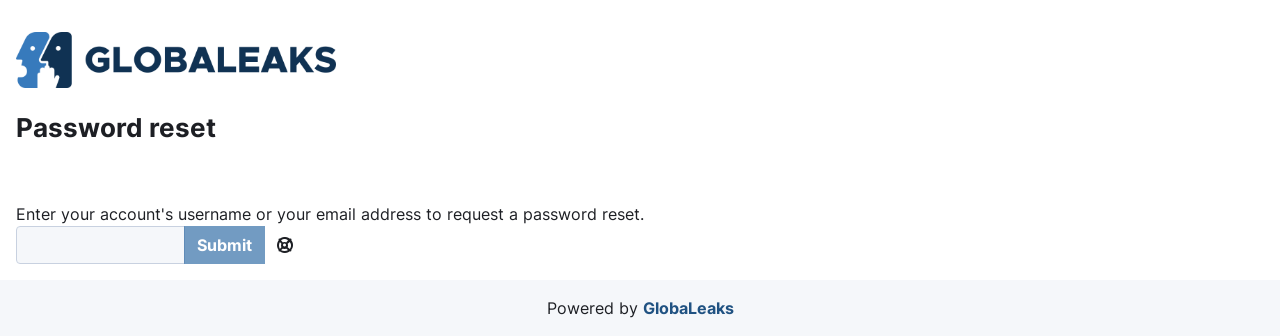 GLOBALEAKS
Password reset
Enter your account's username or your email address to request a password reset.
Submit
Powered by GlobaLeaks